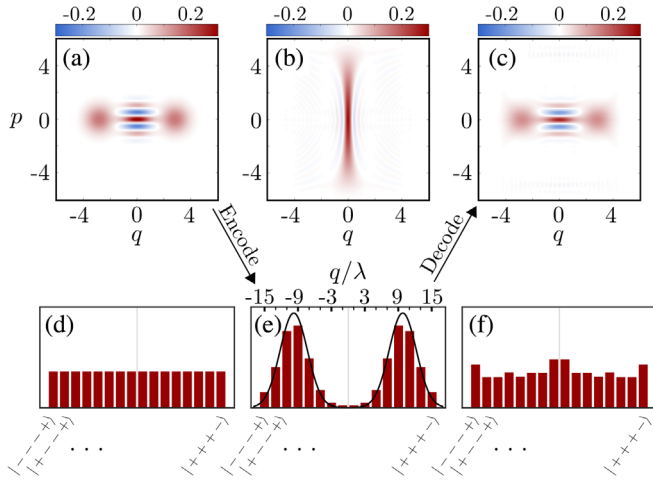 -0.2 0 0.2 -0.2 0 0.2 -0.2 0 0.2
(a) (b) (c)
4 4 4
p 0 0 0
-4 -4 -4
-4 0 4 -4 0 4 -4 0 4
q q q
Encode Decode
q/λ
-15 -9 -3 3 9 15
(d) (e) (f)
|---+⟩ |+--+⟩ ... |+++-⟩ |---+⟩ |+--+⟩ ... |+++-⟩ |---+⟩ |+--+⟩ ... |+++-⟩